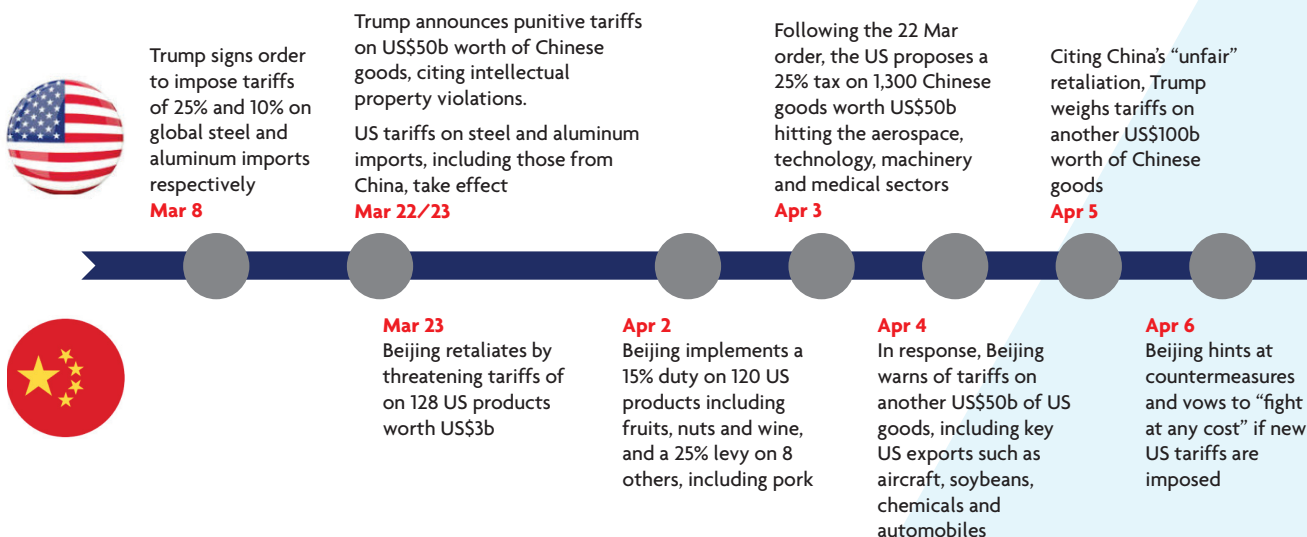 Trump signs order
to impose tariffs
of 25% and 10% on
global steel and
aluminum imports
respectively
Mar 8
Trump announces punitive tariffs
on US$50b worth of Chinese
goods, citing intellectual
property violations.
US tariffs on steel and aluminum
imports, including those from
China, take effect
Mar 22/23
Following the 22 Mar
order, the US proposes a
25% tax on 1,300 Chinese
goods worth US$50b
hitting the aerospace,
technology, machinery
and medical sectors
Apr 3
Citing China’s “unfair”
retaliation, Trump
weighs tariffs on
another US$100b
worth of Chinese
goods
Apr 5
Mar 23
Beijing retaliates by
threatening tariffs of
on 128 US products
worth US$3b
Apr 2
Beijing implements a
15% duty on 120 US
products including
fruits, nuts and wine,
and a 25% levy on 8
others, including pork
Apr 4
In response, Beijing
warns of tariffs on
another US$50b of US
goods, including key
US exports such as
aircraft, soybeans,
chemicals and
automobiles
Apr 6
Beijing hints at
countermeasures
and vows to “fight
at any cost” if new
US tariffs are
imposed